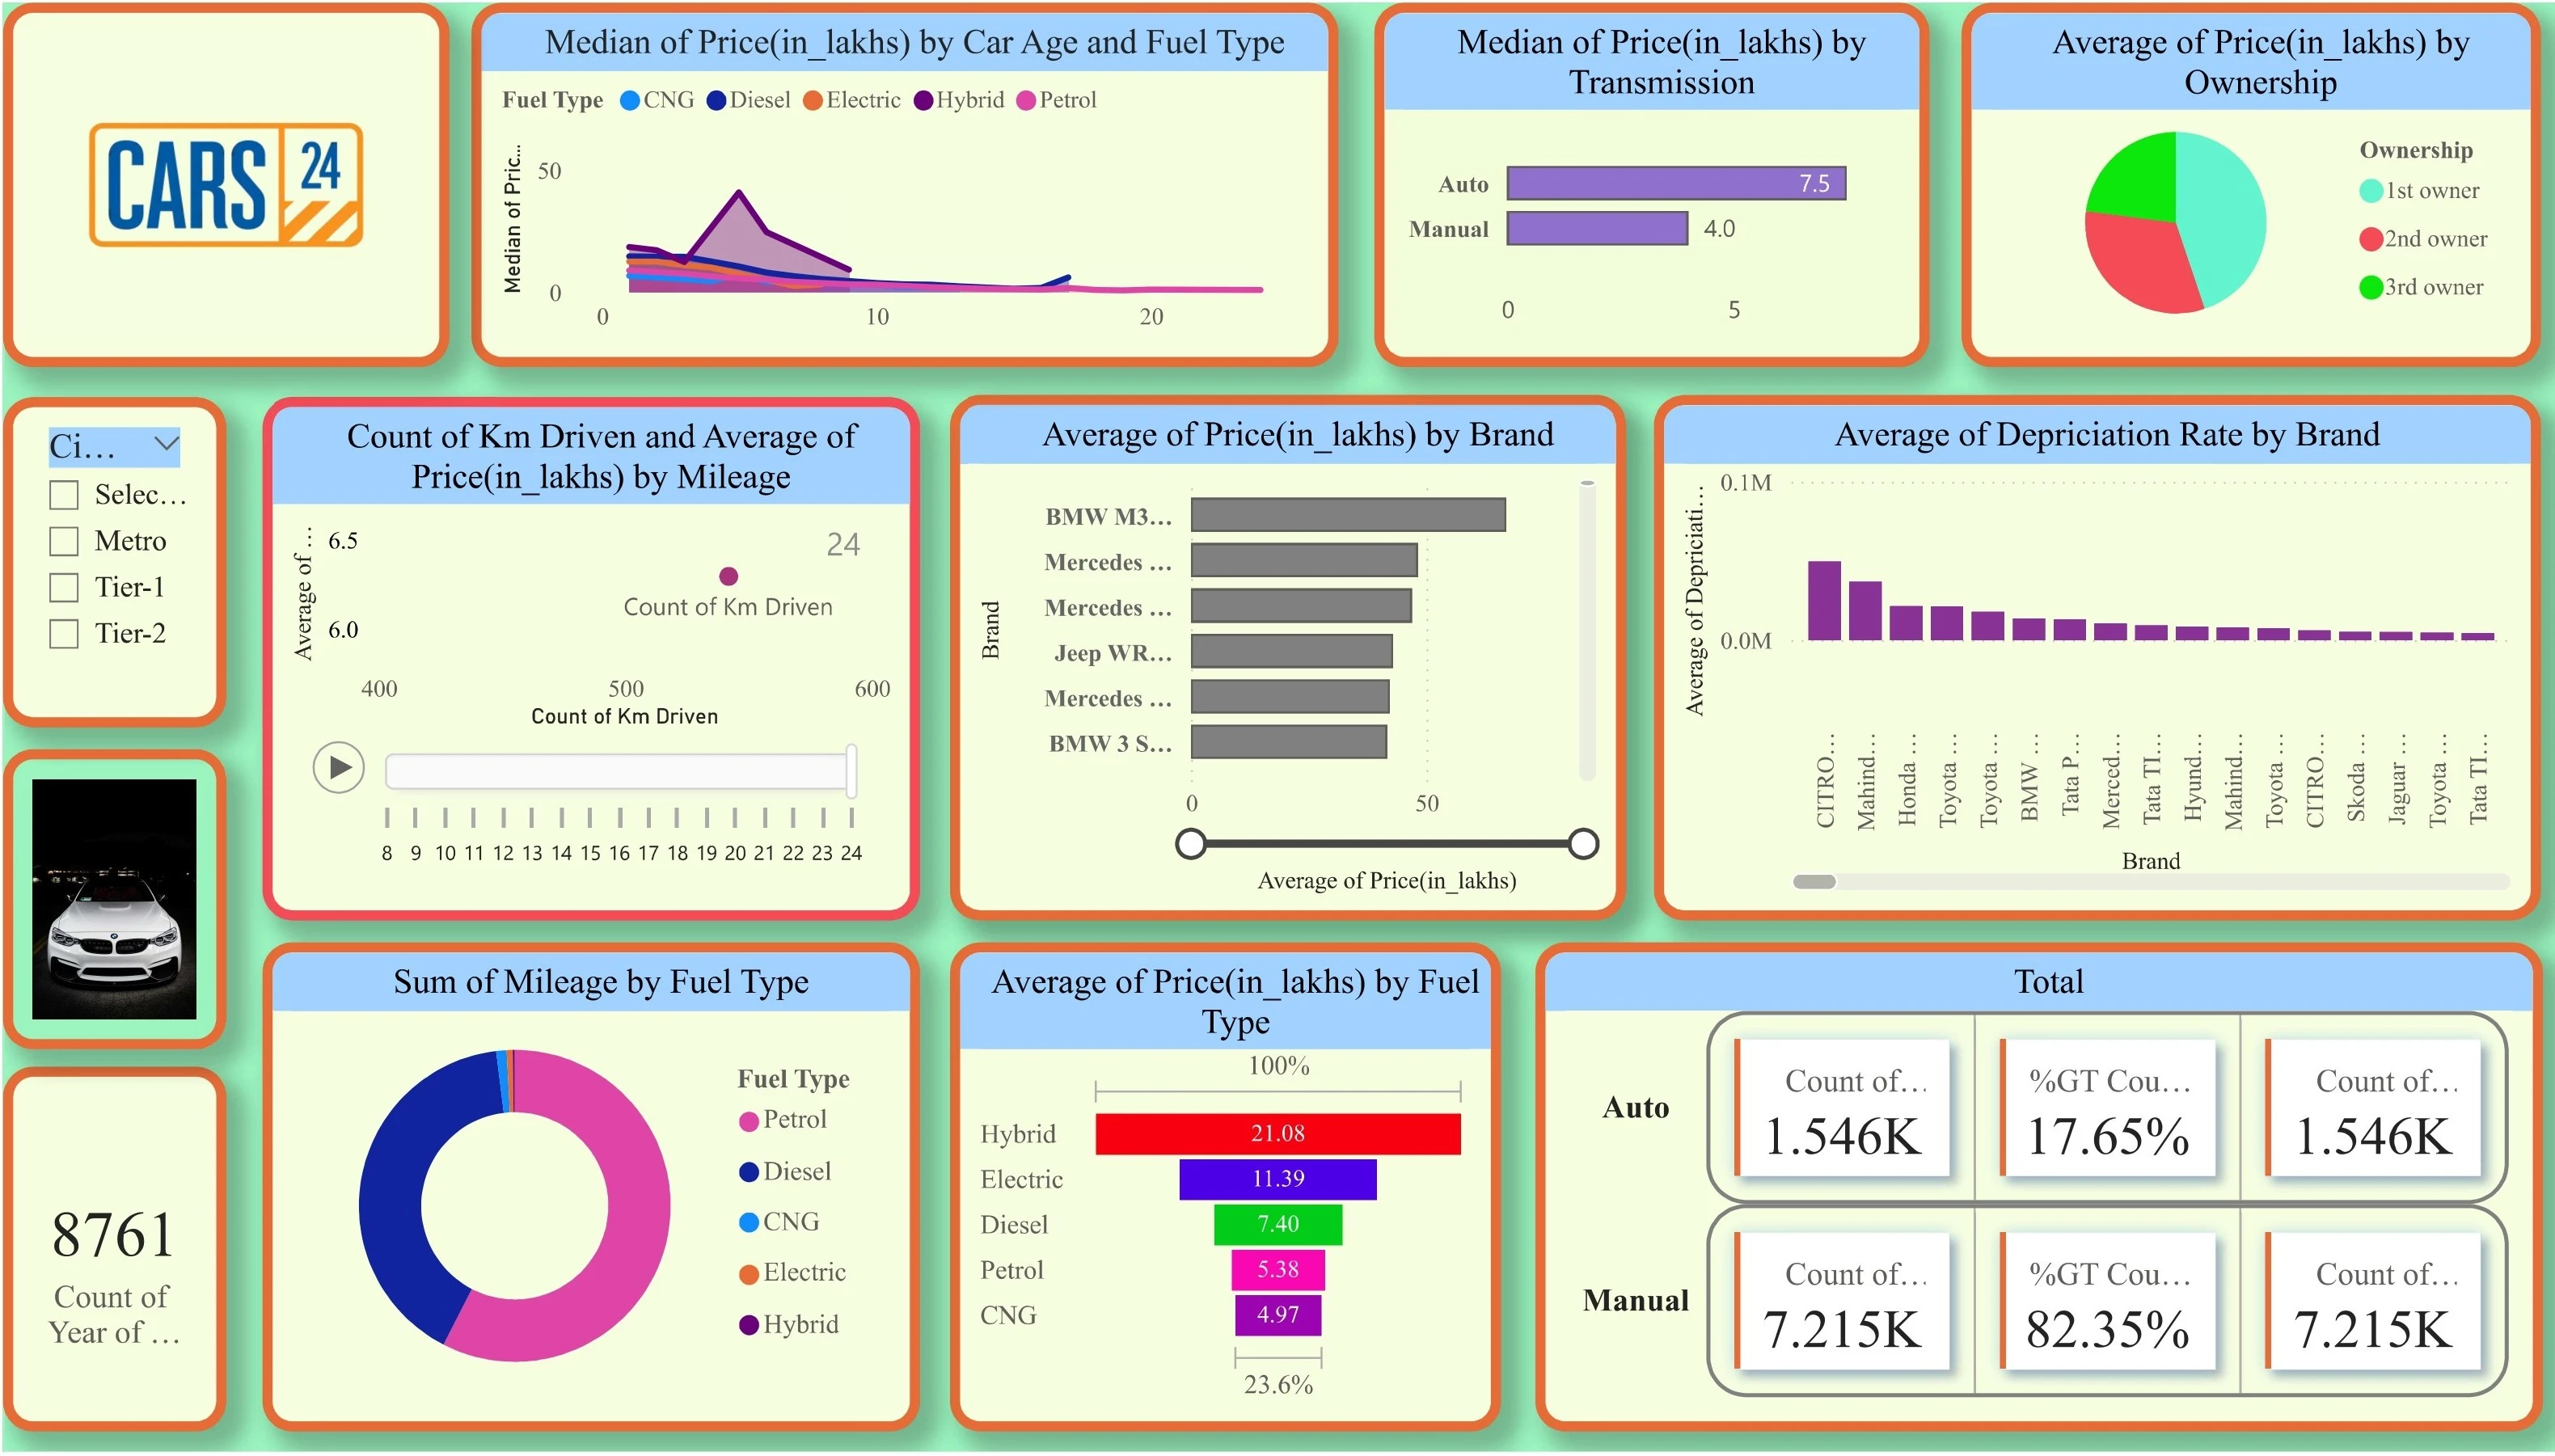 CARS 24
Median of Price(in_lakhs) by Car Age and Fuel Type
Fuel Type CNG Diesel Electric Hybrid Petrol
Median of Pric...
50
0
0 10 20
Median of Price(in_lakhs) by
Transmission
Auto 7.5
Manual 4.0
0 5
Average of Price(in_lakhs) by
Ownership
Ownership
1st owner
2nd owner
3rd owner
Ci...
Selec...
Metro
Tier-1
Tier-2
Count of Km Driven and Average of
Price(in_lakhs) by Mileage
Average of ...
6.5
24
Count of Km Driven
6.0
400 500 600
Count of Km Driven
8 9 10 11 12 13 14 15 16 17 18 19 20 21 22 23 24
Average of Price(in_lakhs) by Brand
Brand
BMW M3...
Mercedes ...
Mercedes ...
Jeep WR...
Mercedes ...
BMW 3 S...
0 50
Average of Price(in_lakhs)
Average of Depriciation Rate by Brand
Average of Depriciati...
0.1M
0.0M
CITRO...
Mahind...
Honda ...
Toyota ...
Toyota ...
BMW ...
Tata P...
Merced...
Tata TI...
Hyund...
Mahind...
Toyota ...
CITRO...
Skoda ...
Jaguar ...
Toyota ...
Tata TI...
Brand
8761
Count of
Year of ...
Sum of Mileage by Fuel Type
Fuel Type
Petrol
Diesel
CNG
Electric
Hybrid
Average of Price(in_lakhs) by Fuel
Type
100%
Hybrid 21.08
Electric 11.39
Diesel 7.40
Petrol 5.38
CNG 4.97
23.6%
Total
Auto
Count of... %GT Cou... Count of...
1.546K 17.65% 1.546K
Manual
Count of... %GT Cou... Count of...
7.215K 82.35% 7.215K